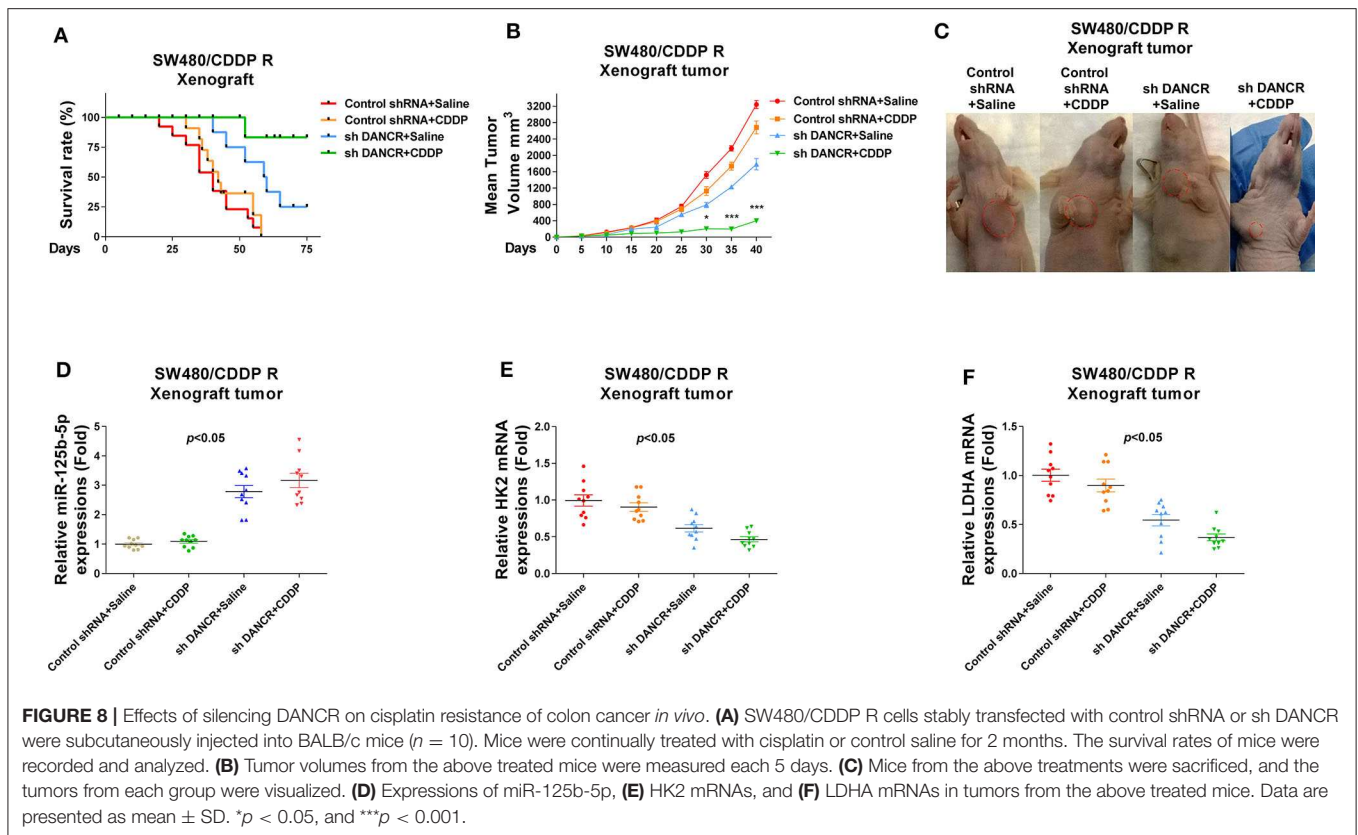 A
SW480/CDDP R
Xenograft
Survival rate (%)
100
75
50
25
0
Days
0
25
50
75
Control shRNA+Saline
Control shRNA+CDDP
sh DANCR+Saline
sh DANCR+CDDP
B
SW480/CDDP R
Xenograft tumor
Mean Tumor
Volume mm³
3200
2800
2400
2000
1600
1200
800
400
0
Days
0
5
10
15
20
25
30
35
40
*
***
***
Control shRNA+Saline
Control shRNA+CDDP
sh DANCR+Saline
sh DANCR+CDDP
C
SW480/CDDP R
Xenograft tumor
Control
shRNA
+Saline
Control
shRNA
+CDDP
sh DANCR
+Saline
sh DANCR
+CDDP
D
SW480/CDDP R
Xenograft tumor
Relative miR-125b-5p
expressions (Fold)
5
4
3
2
1
0
p<0.05
Control shRNA+Saline
Control shRNA+CDDP
sh DANCR+Saline
sh DANCR+CDDP
E
SW480/CDDP R
Xenograft tumor
Relative HK2 mRNA
expressions (Fold)
2.0
1.5
1.0
0.5
0.0
p<0.05
Control shRNA+Saline
Control shRNA+CDDP
sh DANCR+Saline
sh DANCR+CDDP
F
SW480/CDDP R
Xenograft tumor
Relative LDHA mRNA
expressions (Fold)
1.5
1.0
0.5
0.0
p<0.05
Control shRNA+Saline
Control shRNA+CDDP
sh DANCR+Saline
sh DANCR+CDDP
FIGURE 8 | Effects of silencing DANCR on cisplatin resistance of colon cancer in vivo. (A) SW480/CDDP R cells stably transfected with control shRNA or sh DANCR
were subcutaneously injected into BALB/c mice (n = 10). Mice were continually treated with cisplatin or control saline for 2 months. The survival rates of mice were
recorded and analyzed. (B) Tumor volumes from the above treated mice were measured each 5 days. (C) Mice from the above treatments were sacrificed, and the
tumors from each group were visualized. (D) Expressions of miR-125b-5p, (E) HK2 mRNAs, and (F) LDHA mRNAs in tumors from the above treated mice. Data are
presented as mean ± SD. *p < 0.05, and ***p < 0.001.